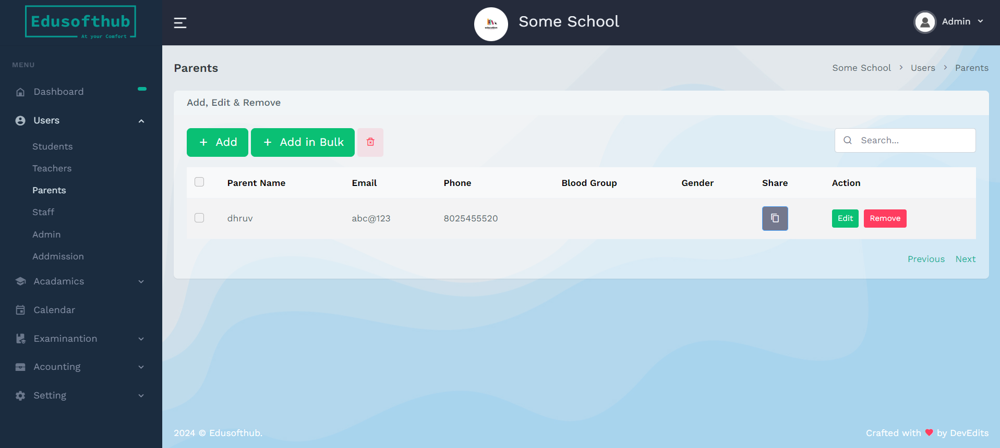 Edusofthub
At your Comfort
education
Some School
Admin
MENU
Dashboard
Users
Students
Teachers
Parents
Staff
Admin
Addmission
Acadamics
Calendar
Examinantion
Acounting
Setting
Parents
Some School > Users > Parents
Add, Edit & Remove
+ Add
+ Add in Bulk
Search...
Parent Name Email Phone Blood Group Gender Share Action
dhruv abc@123 8025455520 Edit Remove
Previous Next
2024 © Edusofthub.
Crafted with ♥ by DevEdits